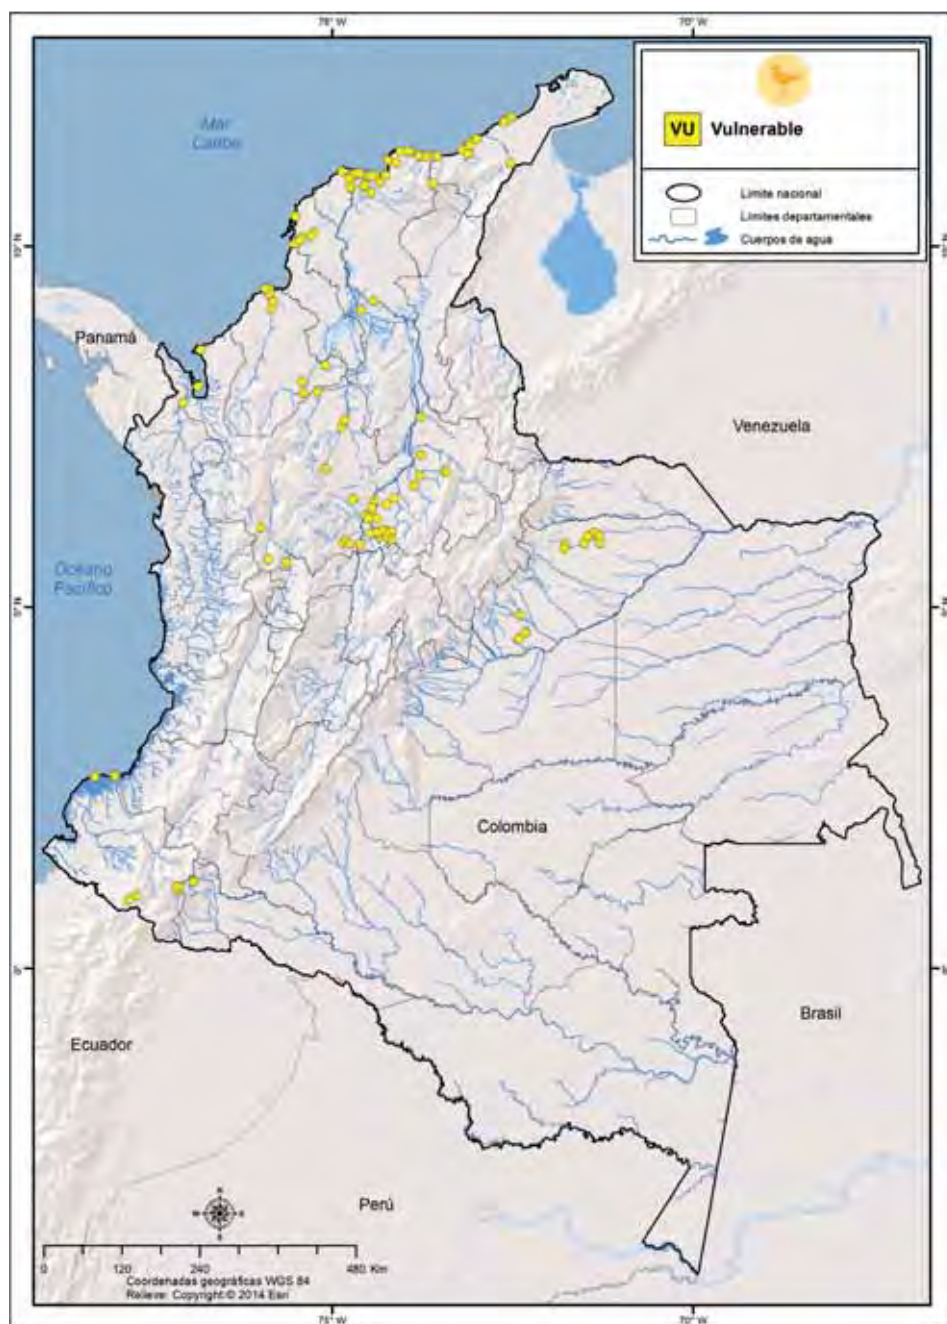 75° W
70° W
Mar
Caribe
VU Vulnerable
Límite nacional
Límites departamentales
Cuerpos de agua
Panamá
Venezuela
Océano
Pacífico
Colombia
Brasil
Ecuador
Perú
N
W
E
S
0 120 240 480 Km
Coordenadas geográficas WGS 84
Relieve: Copyright:© 2014 Esri
75° W
70° W